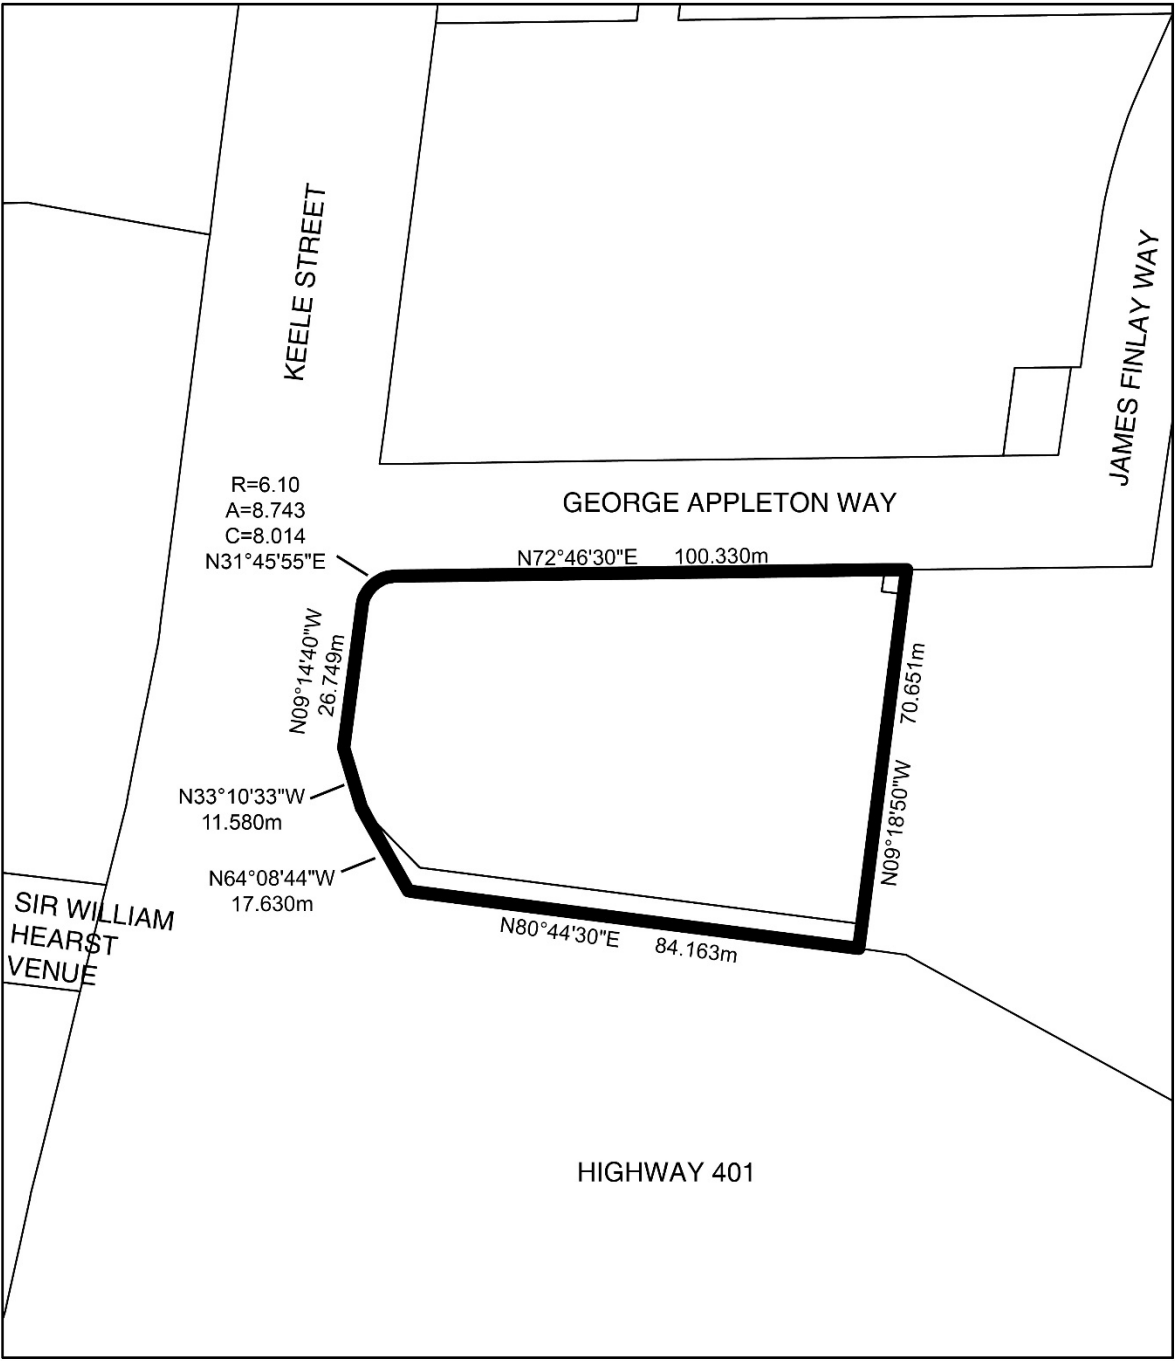 KEELE STREET
JAMES FINLAY WAY
R=6.10
A=8.743
C=8.014
N31°45'55"E
GEORGE APPLETON WAY
N72°46'30"E 100.330m
N09°14'40"W
26.749m
70.651m
N09°18'50"W
N33°10'33"W
11.580m
N64°08'44"W
17.630m
SIR WILLIAM
HEARST
VENUE
N80°44'30"E 84.163m
HIGHWAY 401